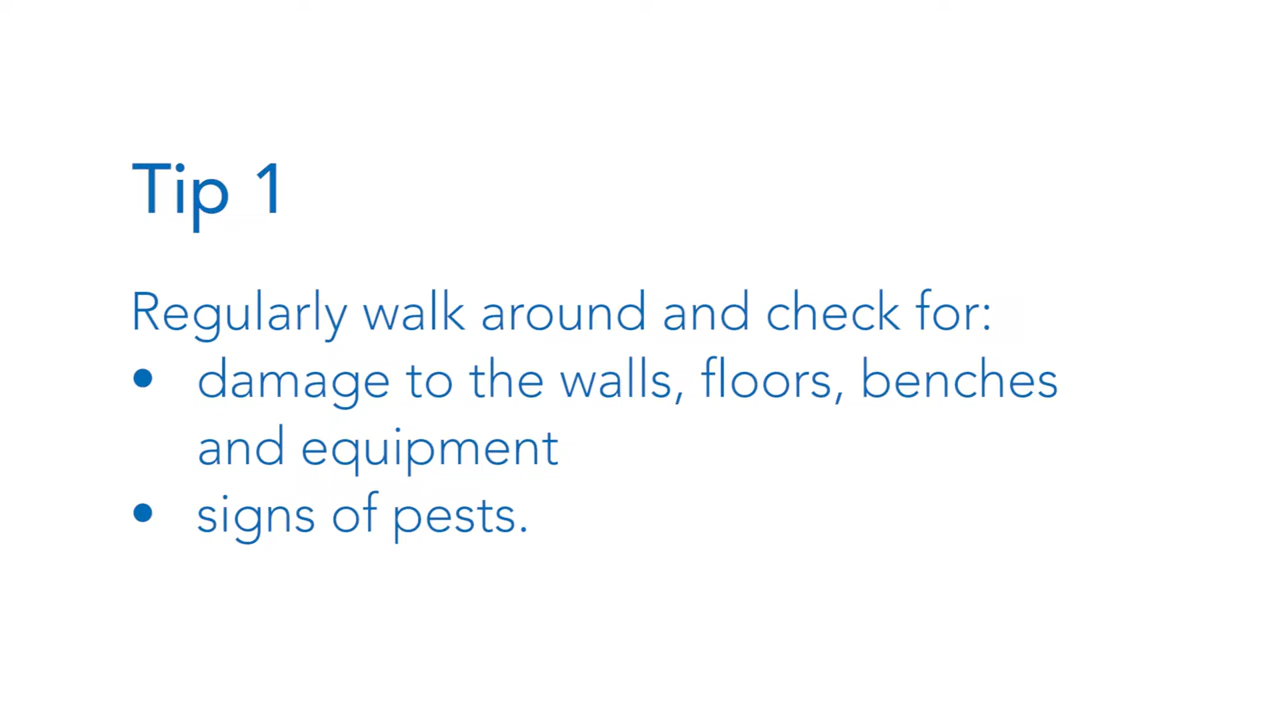 Tip 1
Regularly walk around and check for:
• damage to the walls, floors, benches
and equipment
• signs of pests.